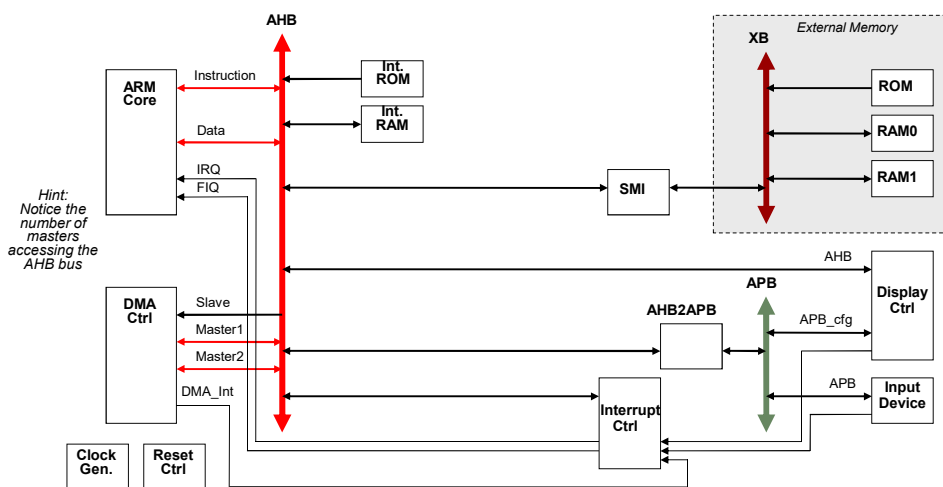 AHB
External Memory
XB
ARM
Core
Instruction
Int.
ROM
ROM
Int.
RAM
Data
RAM0
IRQ
FIQ
SMI
RAM1
Hint:
Notice the
number of
masters
accessing the
AHB bus
AHB
DMA
Ctrl
Slave
APB
Display
Ctrl
AHB2APB
APB_cfg
Master1
Master2
DMA_Int
APB
Input
Device
Interrupt
Ctrl
Clock
Gen.
Reset
Ctrl